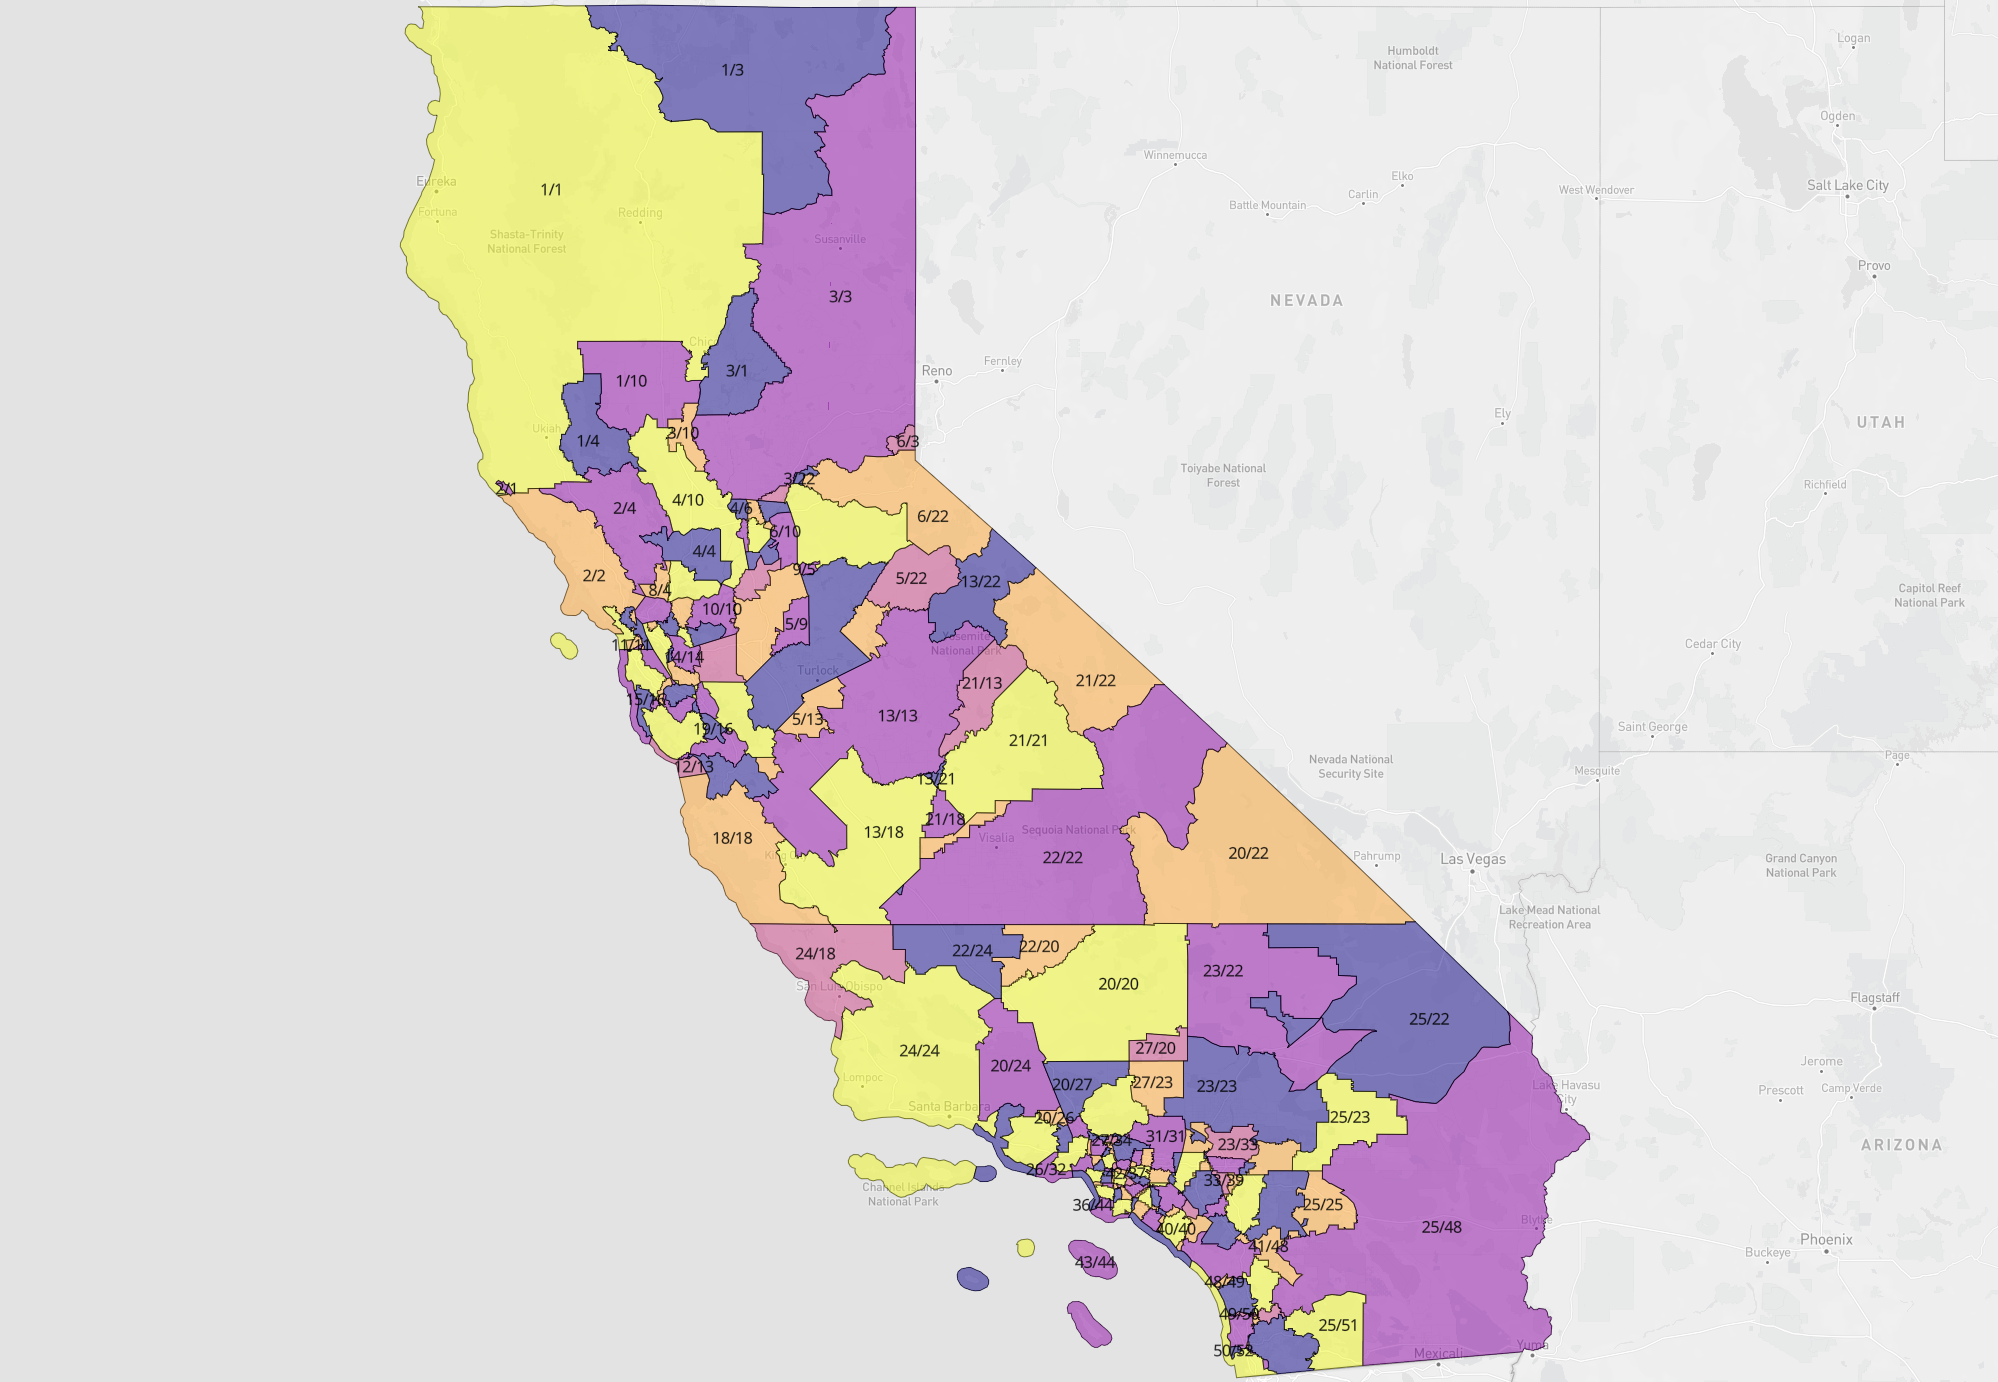 Logan
Humboldt
National Forest
1/3
Ogden
Winnemucca
Elko
Carlin
West Wendover
Salt Lake City
Battle Mountain
Eureka
1/1
Fortuna
Redding
Shasta-Trinity
National Forest
Susanville
Provo
3/3
NEVADA
Reno
Fernley
3/1
1/10
Ely
UTAH
Ukiah
1/4
3/10
6/3
Toiyabe National
Forest
3/22
Richfield
2/1
4/10
2/4
4/6
6/22
6/10
4/4
9/5
2/2
5/22
13/22
8/4
Capitol Reef
National Park
10/10
5/9
Yosemite
National Park
Cedar City
14/14
Turlock
21/13
21/22
5/13
13/13
19/16
Saint George
21/21
Page
12/13
Nevada National
Security Site
Mesquite
13/21
21/18
13/18
18/18
Visalia
Sequoia National Park
22/22
20/22
Pahrump
Las Vegas
Grand Canyon
National Park
Lake Mead National
Recreation Area
24/18
22/24
22/20
23/22
20/20
San Luis Obispo
Flagstaff
25/22
24/24
27/20
20/24
Jerome
Lompoc
20/27
27/23
23/23
Lake Havasu
City
Prescott
Camp Verde
Santa Barbara
20/26
25/23
31/31
23/33
ARIZONA
26/32
33/39
Channel Islands
National Park
36/44
25/25
25/48
Blythe
40/40
Phoenix
41/48
Buckeye
43/44
48/49
49/50
25/51
50/52
Mexicali
Yuma